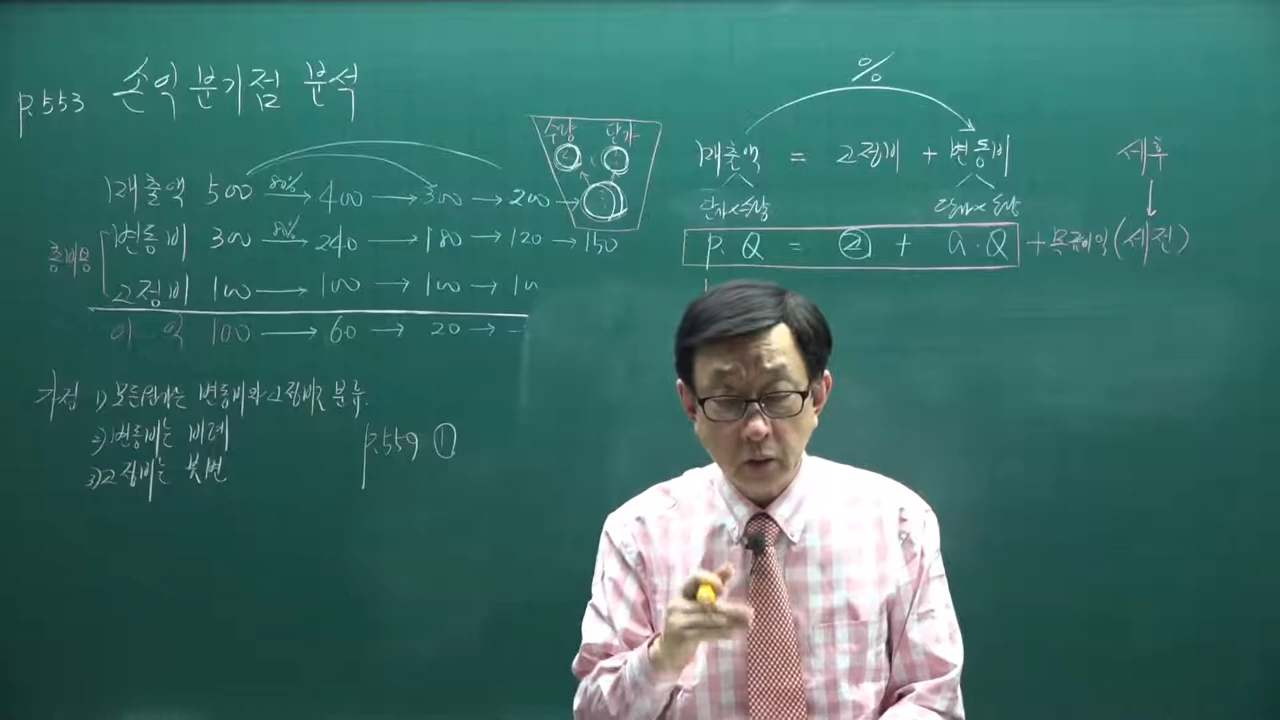 p.553 손익분기점 분석
매출액 500 80% → 400 → 300 → 200 →
총비용
변동비 300 80% → 240 → 180 → 120 → 150
고정비 100 → 100 → 100 → 10
이 익 100 → 60 → 20 → -
가정 1) 모든원가는 변동비와 고정비로 분류.
2) 변동비는 비례
3) 고정비는 불변
p.559 ①
수량 단가
%
매출액 = 고정비 + 변동비
단가×수량 단가×수량
p.Q = ② + a.Q + 목표이익(세전)
세후